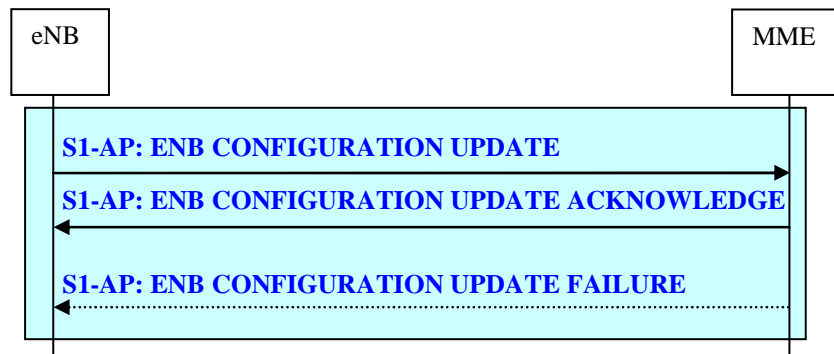 eNB
MME
S1-AP: ENB CONFIGURATION UPDATE
S1-AP: ENB CONFIGURATION UPDATE ACKNOWLEDGE
S1-AP: ENB CONFIGURATION UPDATE FAILURE